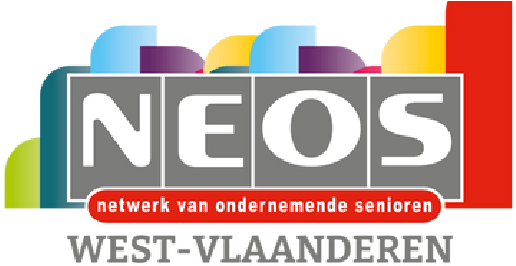 NEOS
netwerk van ondernemende senioren
WEST-VLAANDEREN